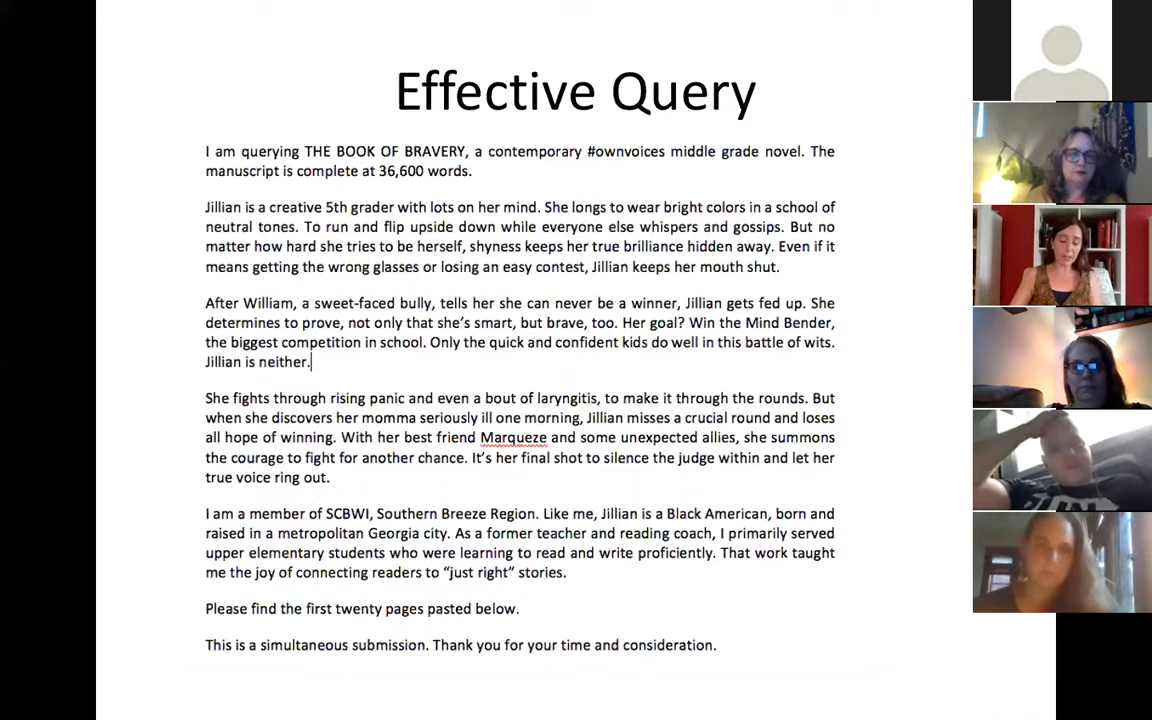 Effective Query
I am querying THE BOOK OF BRAVERY, a contemporary #ownvoices middle grade novel. The
manuscript is complete at 36,600 words.
Jillian is a creative 5th grader with lots on her mind. She longs to wear bright colors in a school of
neutral tones. To run and flip upside down while everyone else whispers and gossips. But no
matter how hard she tries to be herself, shyness keeps her true brilliance hidden away. Even if it
means getting the wrong glasses or losing an easy contest, Jillian keeps her mouth shut.
After William, a sweet-faced bully, tells her she can never be a winner, Jillian gets fed up. She
determines to prove, not only that she's smart, but brave, too. Her goal? Win the Mind Bender,
the biggest competition in school. Only the quick and confident kids do well in this battle of wits.
Jillian is neither.
She fights through rising panic and even a bout of laryngitis, to make it through the rounds. But
when she discovers her momma seriously ill one morning, Jillian misses a crucial round and loses
all hope of winning. With her best friend Marqueze and some unexpected allies, she summons
the courage to fight for another chance. It's her final shot to silence the judge within and let her
true voice ring out.
I am a member of SCBWI, Southern Breeze Region. Like me, Jillian is a Black American, born and
raised in a metropolitan Georgia city. As a former teacher and reading coach, I primarily served
upper elementary students who were learning to read and write proficiently. That work taught
me the joy of connecting readers to "just right" stories.
Please find the first twenty pages pasted below.
This is a simultaneous submission. Thank you for your time and consideration.